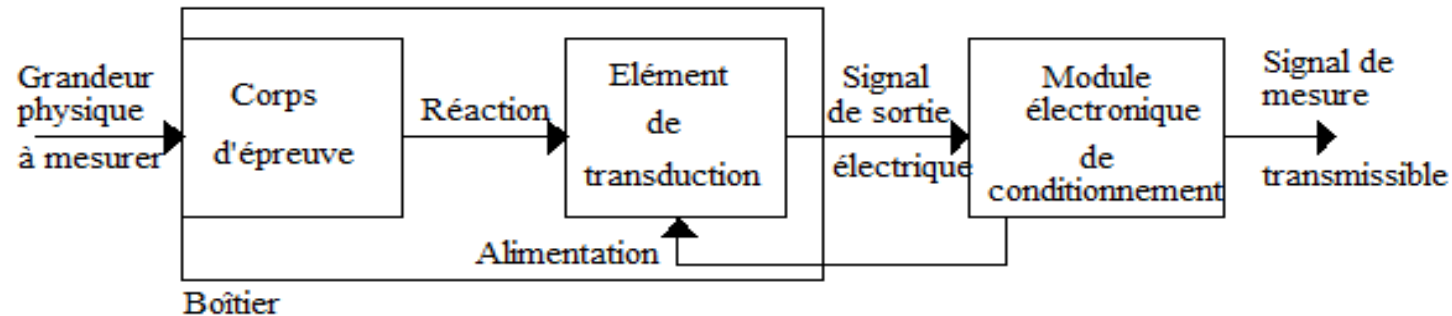 Grandeur
physique
à mesurer
Corps
d'épreuve
Réaction
Elément
de
transduction
Signal
de sortie
électrique
Module
électronique
de
conditionnement
Signal de
mesure
transmissible
Alimentation
Boîtier